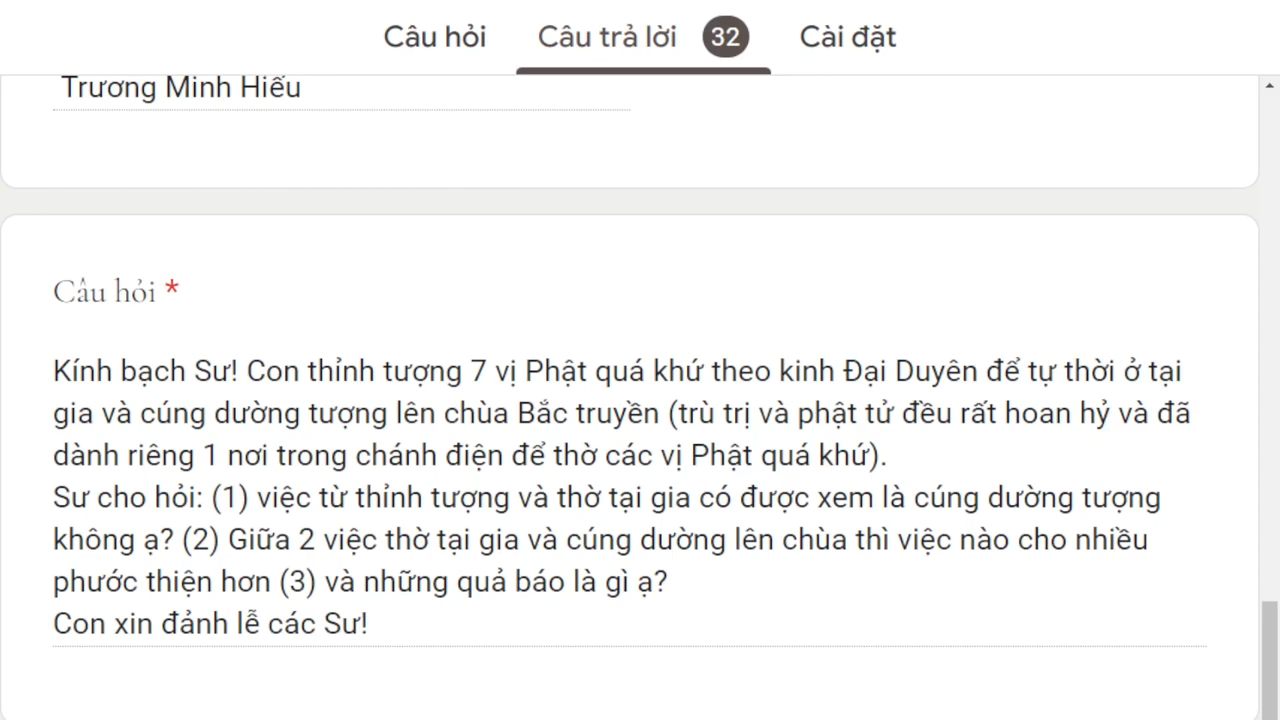 Câu hỏi
Câu trả lời
32
Cài đặt
Trương Minh Hiếu
Câu hỏi *
Kính bạch Sư! Con thỉnh tượng 7 vị Phật quá khứ theo kinh Đại Duyên để tự thời ở tại
gia và cúng dường tượng lên chùa Bắc truyền (trù trị và phật tử đều rất hoan hỷ và đã
dành riêng 1 nơi trong chánh điện để thờ các vị Phật quá khứ).
Sư cho hỏi: (1) việc từ thỉnh tượng và thờ tại gia có được xem là cúng dường tượng
không ạ? (2) Giữa 2 việc thờ tại gia và cúng dường lên chùa thì việc nào cho nhiều
phước thiện hơn (3) và những quả báo là gì ạ?
Con xin đảnh lễ các Sư!